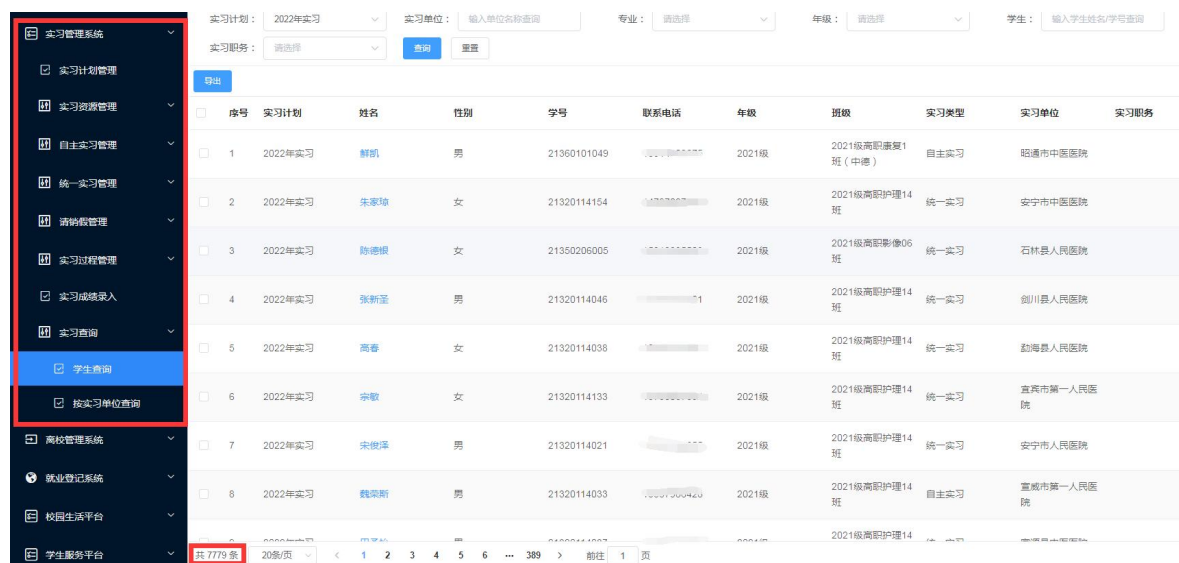 实习管理系统
实习计划管理
实习资源管理
自主实习管理
统一实习管理
请销假管理
实习过程管理
实习成绩录入
实习查询
学生查询
按实习单位查询
离校管理系统
就业登记系统
校园生活平台
学生服务平台
实习计划： 2022年实习 实习单位： 输入单位名称查询 专业： 请选择 年级： 请选择 学生： 输入学生姓名/学号查询
实习职务： 请选择 查询 重置
导出
序号 实习计划 姓名 性别 学号 联系电话 年级 班级 实习类型 实习单位 实习职务
1 2022年实习 解凯 男 21360101049 2021级 2021级高职康复1班（中德） 自主实习 昭通市中医医院
2 2022年实习 朱家琼 女 21320114154 2021级 2021级高职护理14班 统一实习 安宁市中医医院
3 2022年实习 陈德银 女 21350206005 2021级 2021级高职影像06班 统一实习 石林县人民医院
4 2022年实习 张新圣 男 21320114046 2021级 2021级高职护理14班 统一实习 剑川县人民医院
5 2022年实习 高春 女 21320114038 2021级 2021级高职护理14班 统一实习 勐海县人民医院
6 2022年实习 宗敏 女 21320114133 2021级 2021级高职护理14班 统一实习 宜宾市第一人民医院
7 2022年实习 宋俊泽 男 21320114021 2021级 2021级高职护理14班 统一实习 安宁市人民医院
8 2022年实习 魏荣斯 男 21320114033 2021级 2021级高职护理14班 自主实习 宣威市第一人民医院
2021级高职护理14
共 7779 条 20条/页 < 1 2 3 4 5 6 ... 389 > 前往 1 页